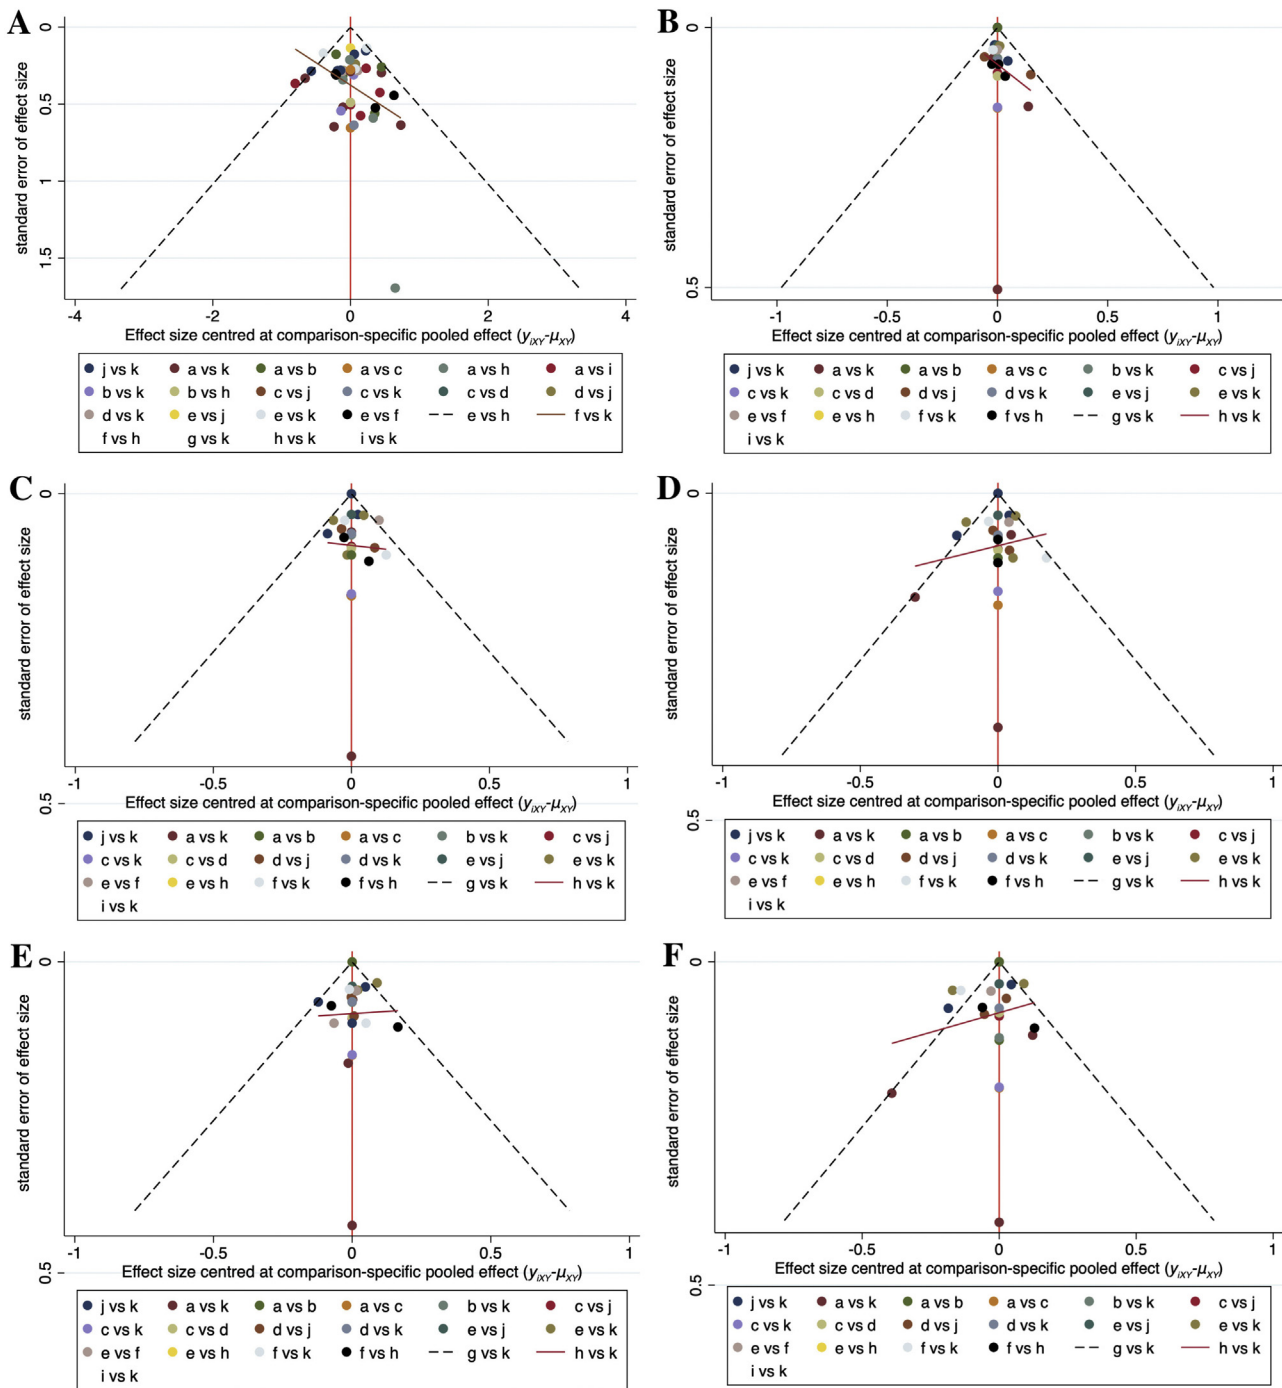 A
standard error of effect size
0
0.5
1
1.5
-4
-2
0
2
4
Effect size centred at comparison-specific pooled effect (yiXY-μXY)
j vs k a vs k a vs b a vs c a vs h a vs i
b vs k b vs h c vs j c vs k c vs d d vs j
d vs k e vs j e vs k e vs f e vs h f vs k
f vs h g vs k h vs k i vs k
B
standard error of effect size
0
0.5
-1
-0.5
0
0.5
1
Effect size centred at comparison-specific pooled effect (yiXY-μXY)
j vs k a vs k a vs b a vs c b vs k c vs j
c vs k c vs d d vs j d vs k e vs j e vs k
e vs f e vs h f vs k f vs h g vs k h vs k
i vs k
C
standard error of effect size
0
0.5
-1
-0.5
0
0.5
1
Effect size centred at comparison-specific pooled effect (yiXY-μXY)
j vs k a vs k a vs b a vs c b vs k c vs j
c vs k c vs d d vs j d vs k e vs j e vs k
e vs f e vs h f vs k f vs h g vs k h vs k
i vs k
D
standard error of effect size
0
0.5
-1
-0.5
0
0.5
1
Effect size centred at comparison-specific pooled effect (yiXY-μXY)
j vs k a vs k a vs b a vs c b vs k c vs j
c vs k c vs d d vs j d vs k e vs j e vs k
e vs f e vs h f vs k f vs h g vs k h vs k
i vs k
E
standard error of effect size
0
0.5
-1
-0.5
0
0.5
1
Effect size centred at comparison-specific pooled effect (yiXY-μXY)
j vs k a vs k a vs b a vs c b vs k c vs j
c vs k c vs d d vs j d vs k e vs j e vs k
e vs f e vs h f vs k f vs h g vs k h vs k
i vs k
F
standard error of effect size
0
0.5
-1
-0.5
0
0.5
1
Effect size centred at comparison-specific pooled effect (yiXY-μXY)
j vs k a vs k a vs b a vs c b vs k c vs j
c vs k c vs d d vs j d vs k e vs j e vs k
e vs f e vs h f vs k f vs h g vs k h vs k
i vs k